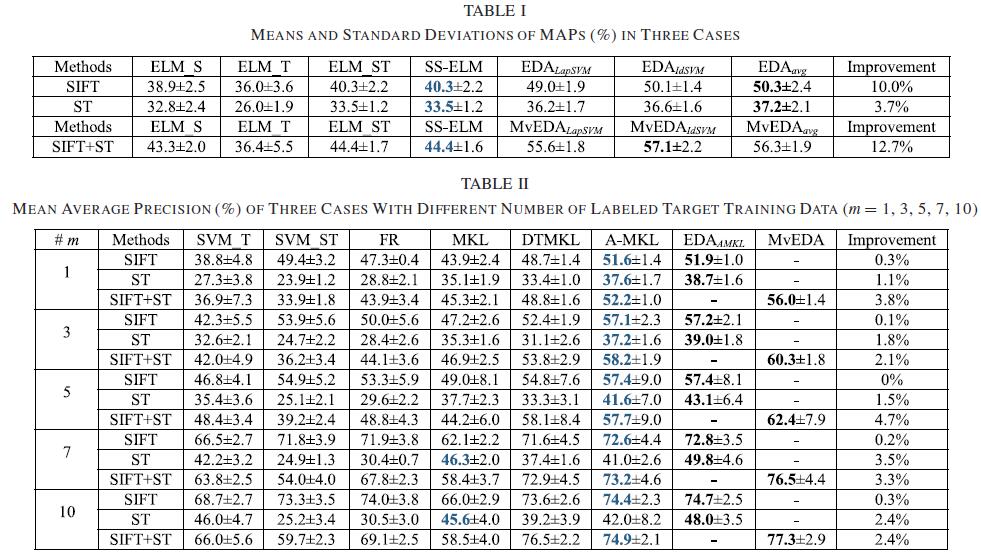 TABLE I
MEANS AND STANDARD DEVIATIONS OF MAPS (%) IN THREE CASES
Methods ELM_S ELM_T ELM_ST SS-ELM EDALapSVM EDAIdSVM EDAavg Improvement
SIFT 38.9±2.5 36.0±3.6 40.3±2.2 40.3±2.2 49.0±1.9 50.1±1.4 50.3±2.4 10.0%
ST 32.8±2.4 26.0±1.9 33.5±1.2 33.5±1.2 36.2±1.7 36.6±1.6 37.2±2.1 3.7%
Methods ELM_S ELM_T ELM_ST SS-ELM MvEDALapSVM MvEDAIdSVM MvEDAavg Improvement
SIFT+ST 43.3±2.0 36.4±5.5 44.4±1.7 44.4±1.6 55.6±1.8 57.1±2.2 56.3±1.9 12.7%
TABLE II
MEAN AVERAGE PRECISION (%) OF THREE CASES WITH DIFFERENT NUMBER OF LABELED TARGET TRAINING DATA (m = 1, 3, 5, 7, 10)
# m Methods SVM_T SVM_ST FR MKL DTMKL A-MKL EDAAMKL MvEDA Improvement
1 SIFT 38.8±4.8 49.4±3.2 47.3±0.4 43.9±2.4 48.7±1.4 51.6±1.4 51.9±1.0 - 0.3%
ST 27.3±3.8 23.9±1.2 28.8±2.1 35.1±1.9 33.4±1.0 37.6±1.7 38.7±1.6 - 1.1%
SIFT+ST 36.9±7.3 33.9±1.8 43.9±3.4 45.3±2.1 48.8±1.6 52.2±1.0 - 56.0±1.4 3.8%
3 SIFT 42.3±5.5 53.9±5.6 50.0±5.6 47.2±2.6 52.4±1.9 57.1±2.3 57.2±2.1 - 0.1%
ST 32.6±2.1 24.7±2.2 28.4±2.6 35.3±1.6 31.1±2.6 37.2±1.6 39.0±1.8 - 1.8%
SIFT+ST 42.0±4.9 36.2±3.4 44.1±3.6 46.9±2.5 53.8±2.9 58.2±1.9 - 60.3±1.8 2.1%
5 SIFT 46.8±4.1 54.9±5.2 53.3±5.9 49.0±8.1 54.8±7.6 57.4±9.0 57.4±8.1 - 0%
ST 35.4±3.6 25.1±2.1 29.6±2.2 37.7±2.3 33.3±3.1 41.6±7.0 43.1±6.4 - 1.5%
SIFT+ST 48.4±3.4 39.2±2.4 48.8±4.3 44.2±6.0 58.1±8.4 57.7±9.0 - 62.4±7.9 4.7%
7 SIFT 66.5±2.7 71.8±3.9 71.9±3.8 62.1±2.2 71.6±4.5 72.6±4.4 72.8±3.5 - 0.2%
ST 42.2±3.2 24.9±1.3 30.4±0.7 46.3±2.0 37.4±1.6 41.0±2.6 49.8±4.6 - 3.5%
SIFT+ST 63.8±2.5 54.0±4.0 67.8±2.3 58.4±3.7 72.9±4.5 73.2±4.6 - 76.5±4.4 3.3%
10 SIFT 68.7±2.7 73.3±3.5 74.0±3.8 66.0±2.9 73.6±2.6 74.4±2.3 74.7±2.5 - 0.3%
ST 46.0±4.7 25.2±3.4 30.5±3.0 45.6±4.0 39.2±3.9 42.0±8.2 48.0±3.5 - 2.4%
SIFT+ST 66.0±5.6 59.7±2.3 69.1±2.5 58.5±4.0 76.5±2.2 74.9±2.1 - 77.3±2.9 2.4%